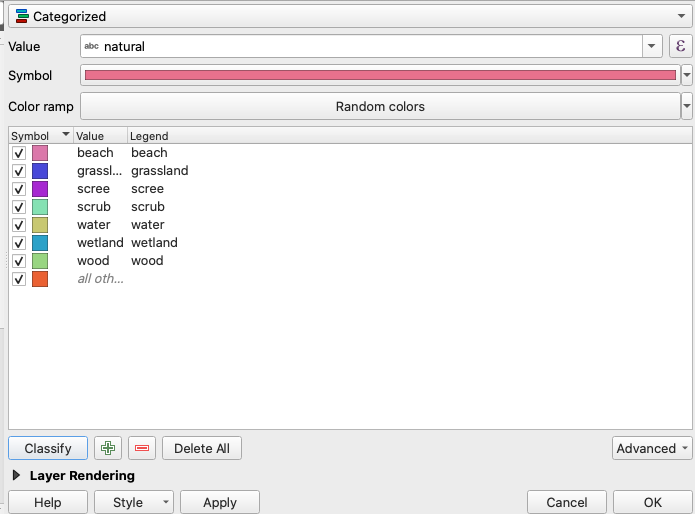 Categorized
Value abc natural ε
Symbol
Color ramp Random colors
Symbol Value Legend
beach beach
grassl... grassland
scree scree
scrub scrub
water water
wetland wetland
wood wood
all oth...
Classify Delete All Advanced
Layer Rendering
Help Style Apply Cancel OK